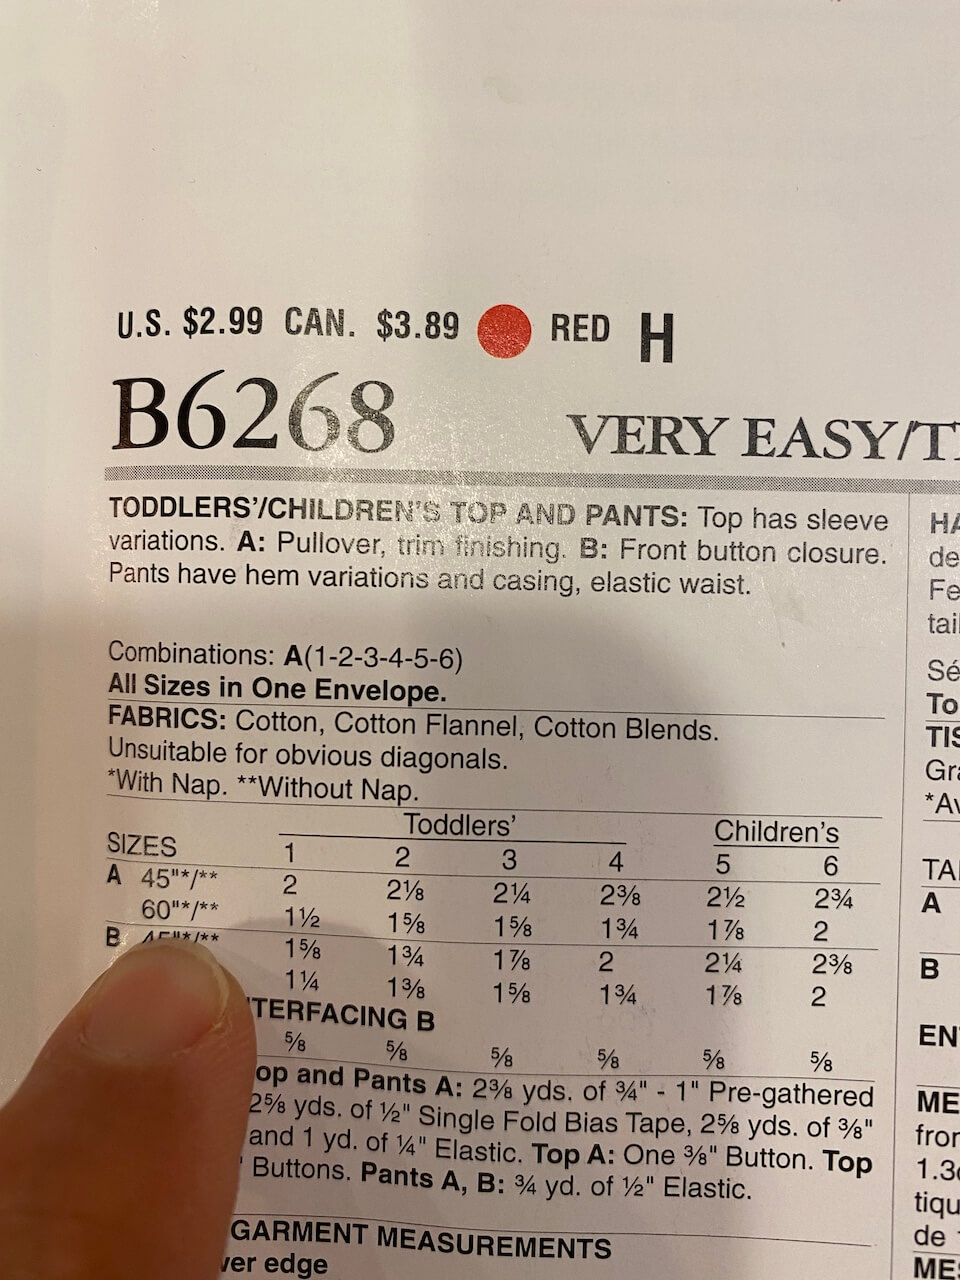 U.S. $2.99 CAN. $3.89 RED H
B6268 VERY EASY/T
TODDLERS'/CHILDREN'S TOP AND PANTS: Top has sleeve
variations. A: Pullover, trim finishing. B: Front button closure.
Pants have hem variations and casing, elastic waist.
Combinations: A(1-2-3-4-5-6)
All Sizes in One Envelope.
FABRICS: Cotton, Cotton Flannel, Cotton Blends.
Unsuitable for obvious diagonals.
*With Nap. **Without Nap.
Toddlers' Children's
SIZES 1 2 3 4 5 6
A 45"*/** 2 2⅛ 2¼ 2⅜ 2½ 2¾
60"*/** 1½ 1⅝ 1⅝ 1¾ 1⅞ 2
B 45"*/** 1⅝ 1¾ 1⅞ 2 2¼ 2⅜
1¼ 1⅜ 1⅝ 1¾ 1⅞ 2
TERFACING B
⅝ ⅝ ⅝ ⅝ ⅝ ⅝
op and Pants A: 2⅜ yds. of ¾" - 1" Pre-gathered
2⅝ yds. of ½" Single Fold Bias Tape, 2⅝ yds. of ⅜"
and 1 yd. of ¼" Elastic. Top A: One ⅜" Button. Top
" Buttons. Pants A, B: ¾ yd. of ½" Elastic.
GARMENT MEASUREMENTS
ver edge
HA
de
Fe
tail
Sé
To
TIS
Gra
*Av
TA
A
B
EN
ME
fron
1.3
tiqu
de
MES